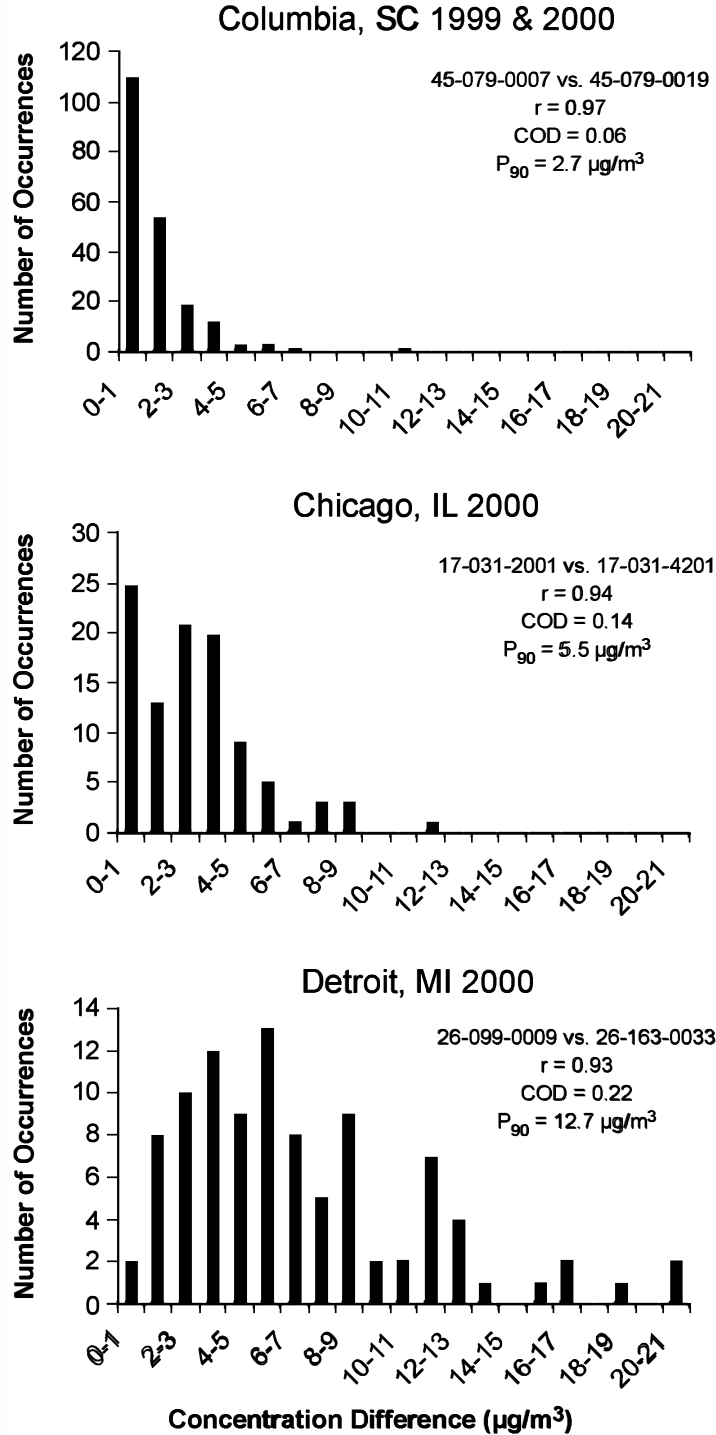 Columbia, SC 1999 & 2000
45-079-0007 vs. 45-079-0019
r = 0.97
COD = 0.06
P90 = 2.7 µg/m³
Number of Occurrences
120
100
80
60
40
20
0
0-1
2-3
4-5
6-7
8-9
10-11
12-13
14-15
16-17
18-19
20-21
Chicago, IL 2000
17-031-2001 vs. 17-031-4201
r = 0.94
COD = 0.14
P90 = 5.5 µg/m³
Number of Occurrences
30
25
20
15
10
5
0
0-1
2-3
4-5
6-7
8-9
10-11
12-13
14-15
16-17
18-19
20-21
Detroit, MI 2000
26-099-0009 vs. 26-163-0033
r = 0.93
COD = 0.22
P90 = 12.7 µg/m³
Number of Occurrences
14
12
10
8
6
4
2
0
0-1
2-3
4-5
6-7
8-9
10-11
12-13
14-15
16-17
18-19
20-21
Concentration Difference (µg/m³)